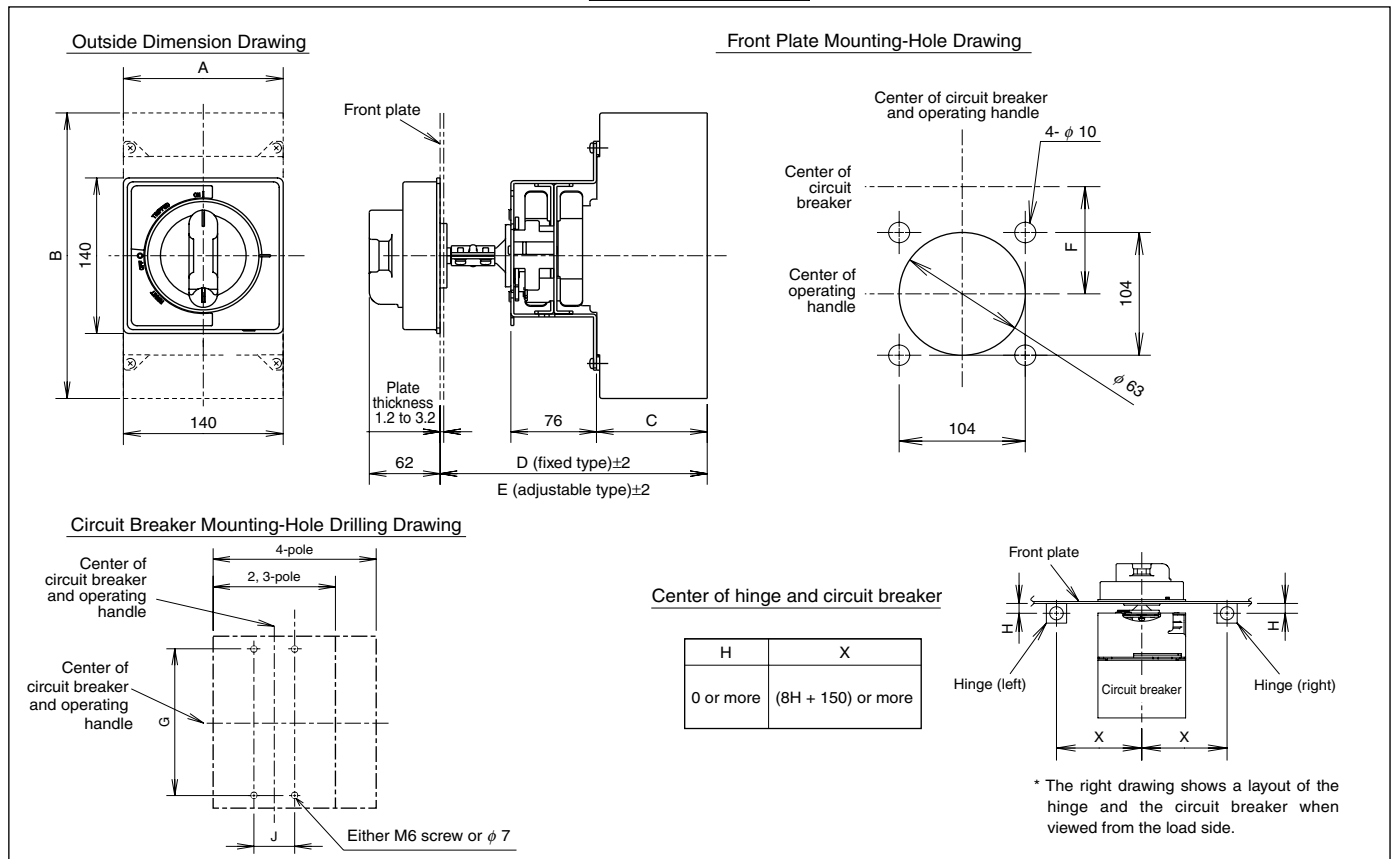 Outside Dimension Drawing
A
B
140
140
ON
TRIPPED
OFF
RESET
Front plate
Plate
thickness
1.2 to 3.2
76
C
62
D (fixed type)±2
E (adjustable type)±2
Front Plate Mounting-Hole Drawing
Center of circuit breaker
and operating handle
4- ϕ 10
Center of
circuit
breaker
F
104
Center of
operating
handle
ϕ 63
104
Circuit Breaker Mounting-Hole Drilling Drawing
4-pole
Center of
circuit breaker
and operating
handle
2, 3-pole
Center of
circuit breaker
and operating
handle
G
J
Either M6 screw or ϕ 7
Center of hinge and circuit breaker
H X
0 or more (8H + 150) or more
Front plate
H
H
Hinge (left)
Circuit breaker
Hinge (right)
X X
* The right drawing shows a layout of the
hinge and the circuit breaker when
viewed from the load side.